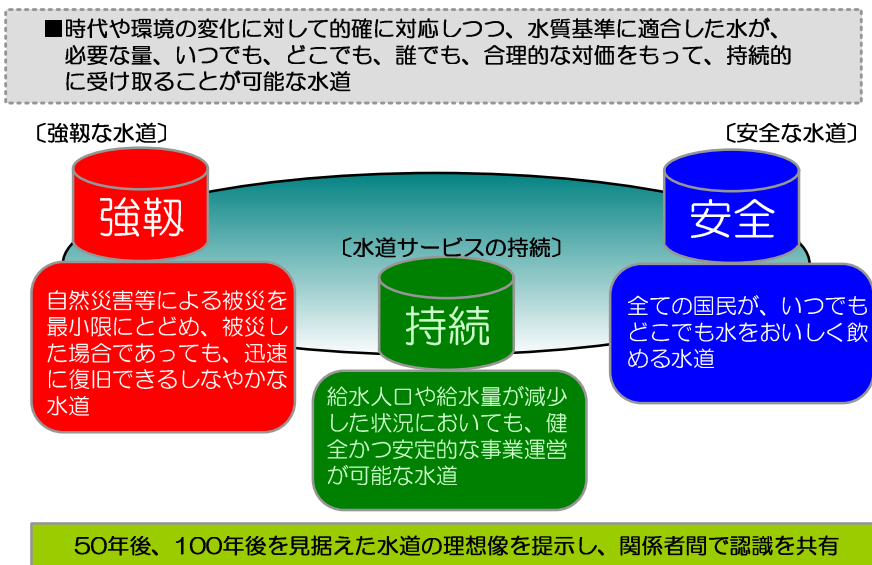 ■時代や環境の変化に対して的確に対応しつつ、水質基準に適合した水が、
必要な量、いつでも、どこでも、誰でも、合理的な対価をもって、持続的
に受け取ることが可能な水道
〔強靱な水道〕
〔安全な水道〕
強靱
安全
〔水道サービスの持続〕
持続
自然災害等による被災を
最小限にとどめ、被災し
た場合であっても、迅速
に復旧できるしなやかな
水道
全ての国民が、いつでも
どこでも水をおいしく飲
める水道
給水人口や給水量が減少
した状況においても、健
全かつ安定的な事業運営
が可能な水道
50年後、100年後を見据えた水道の理想像を提示し、関係者間で認識を共有